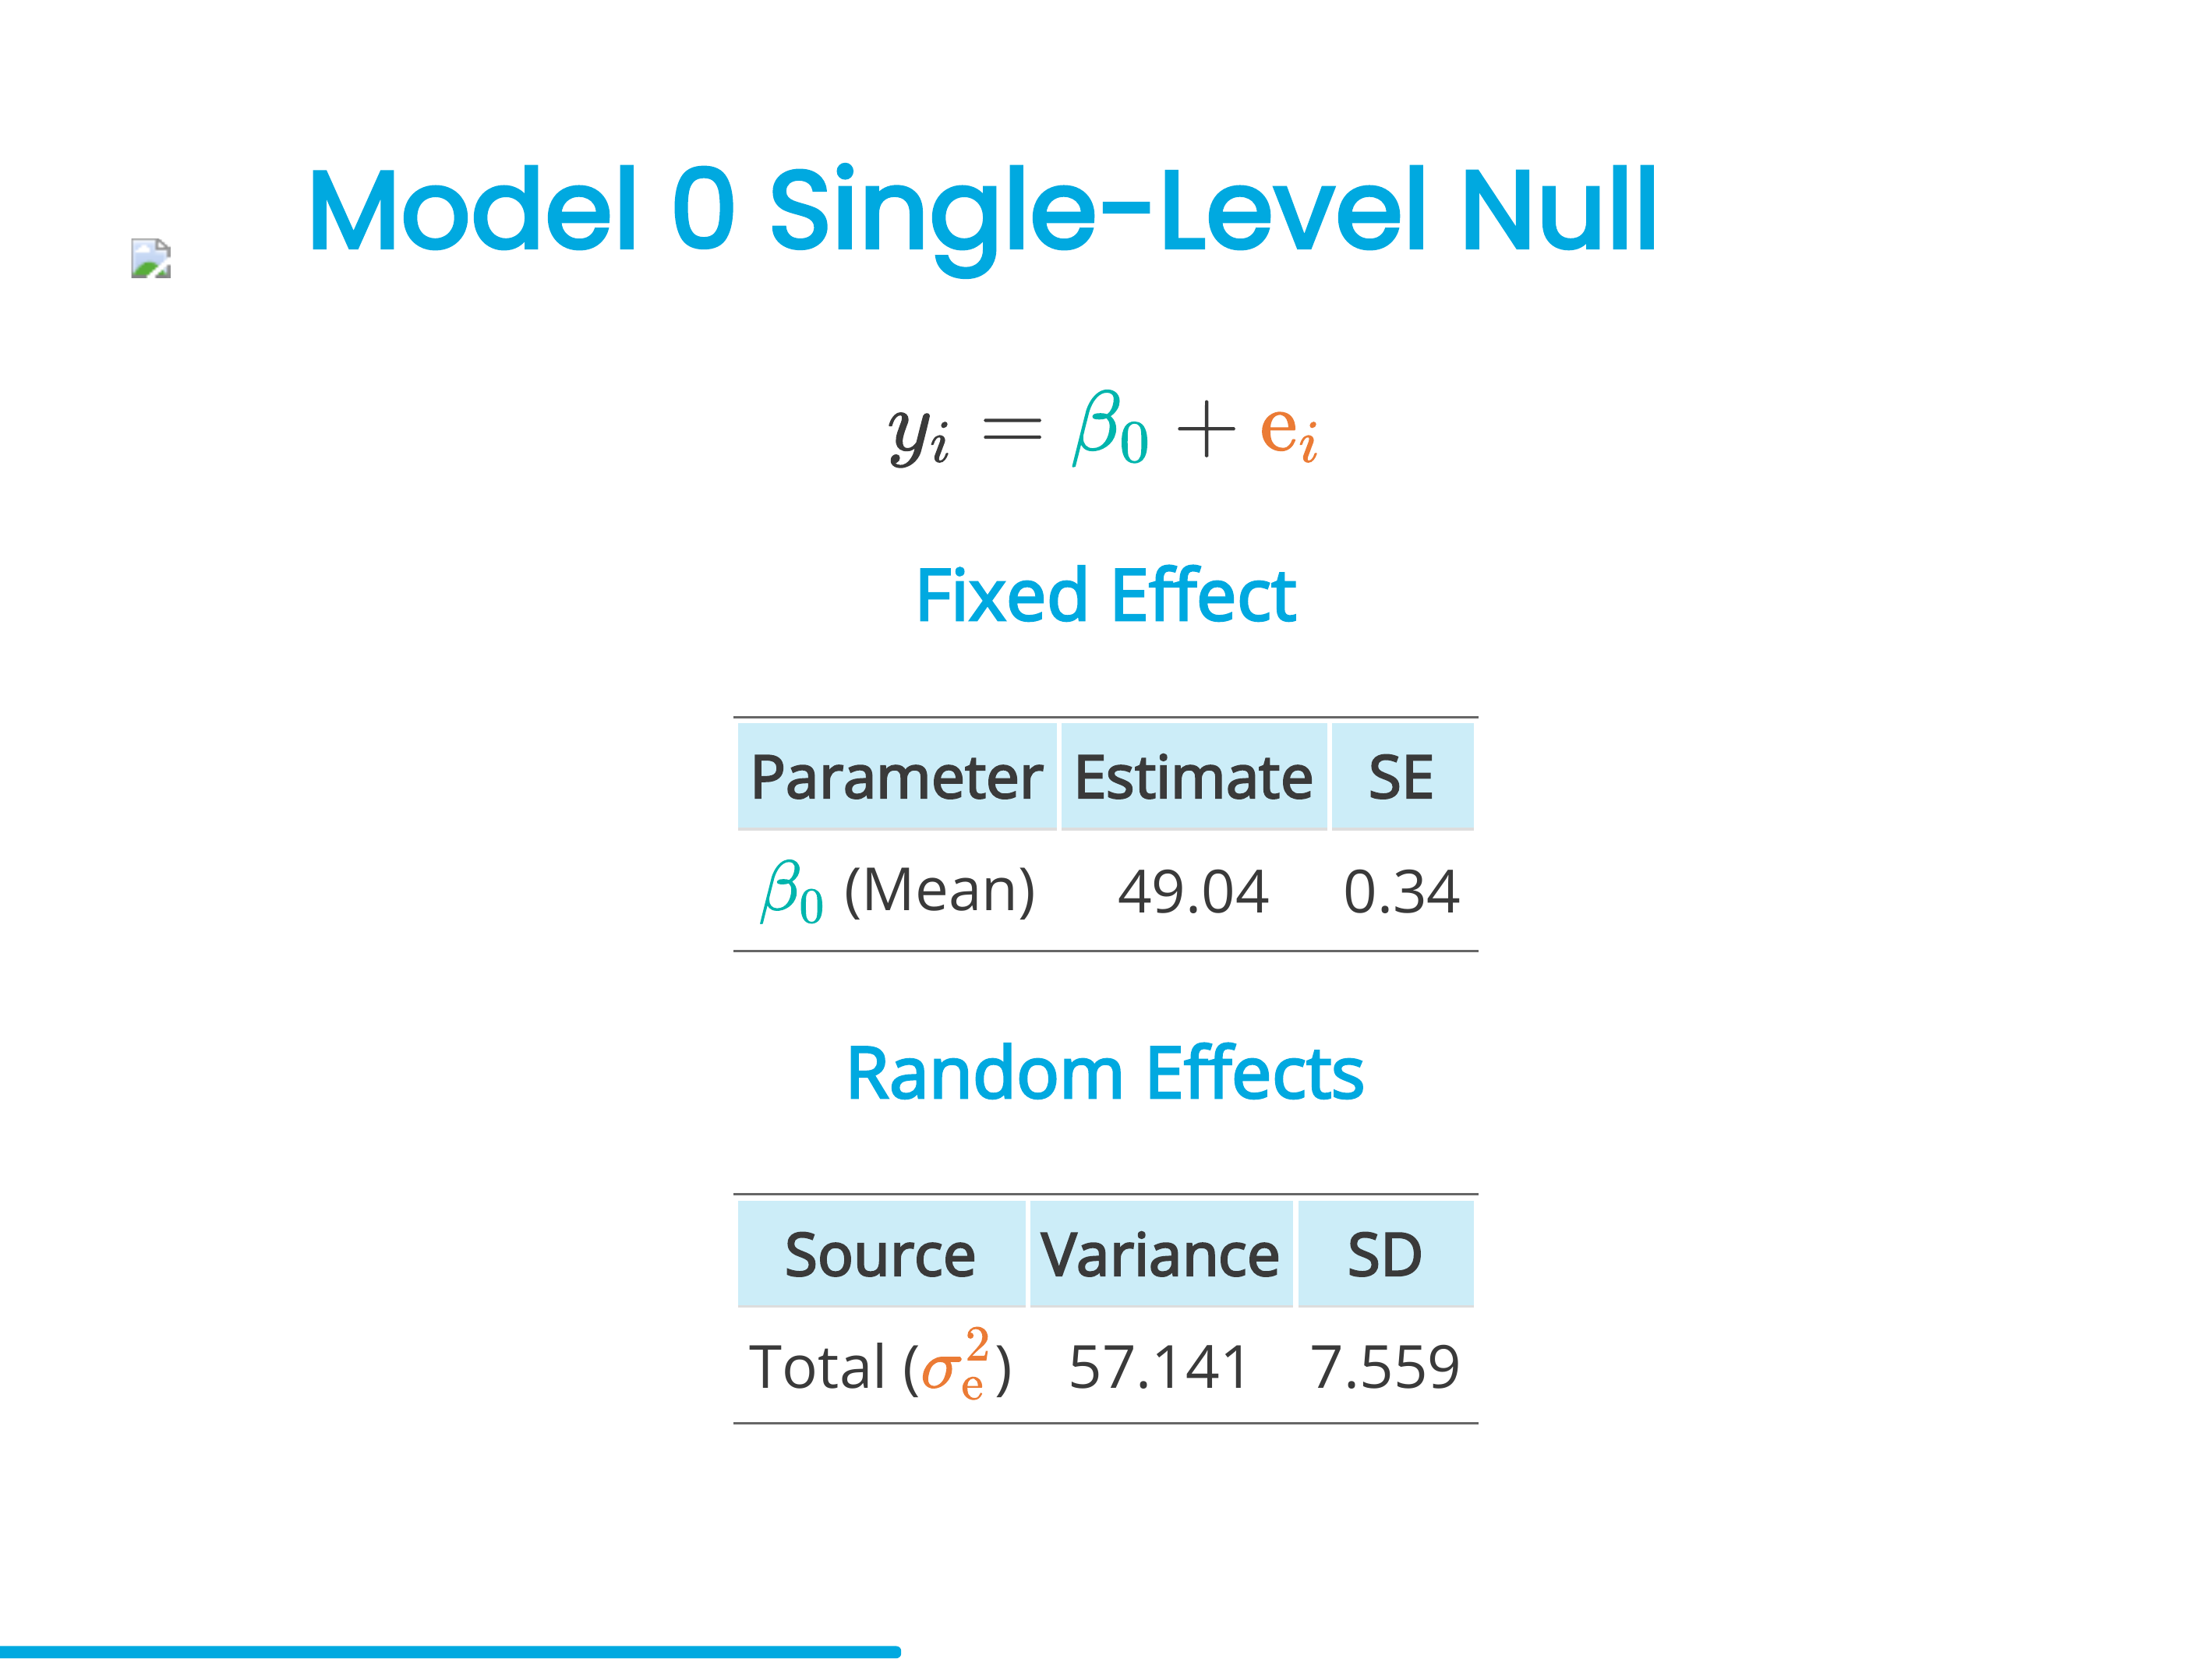 Model 0 Single-Level Null
yᵢ = β₀ + eᵢ
Fixed Effect
Parameter Estimate SE
β₀ (Mean) 49.04 0.34
Random Effects
Source Variance SD
Total (σ²ₑ) 57.141 7.559